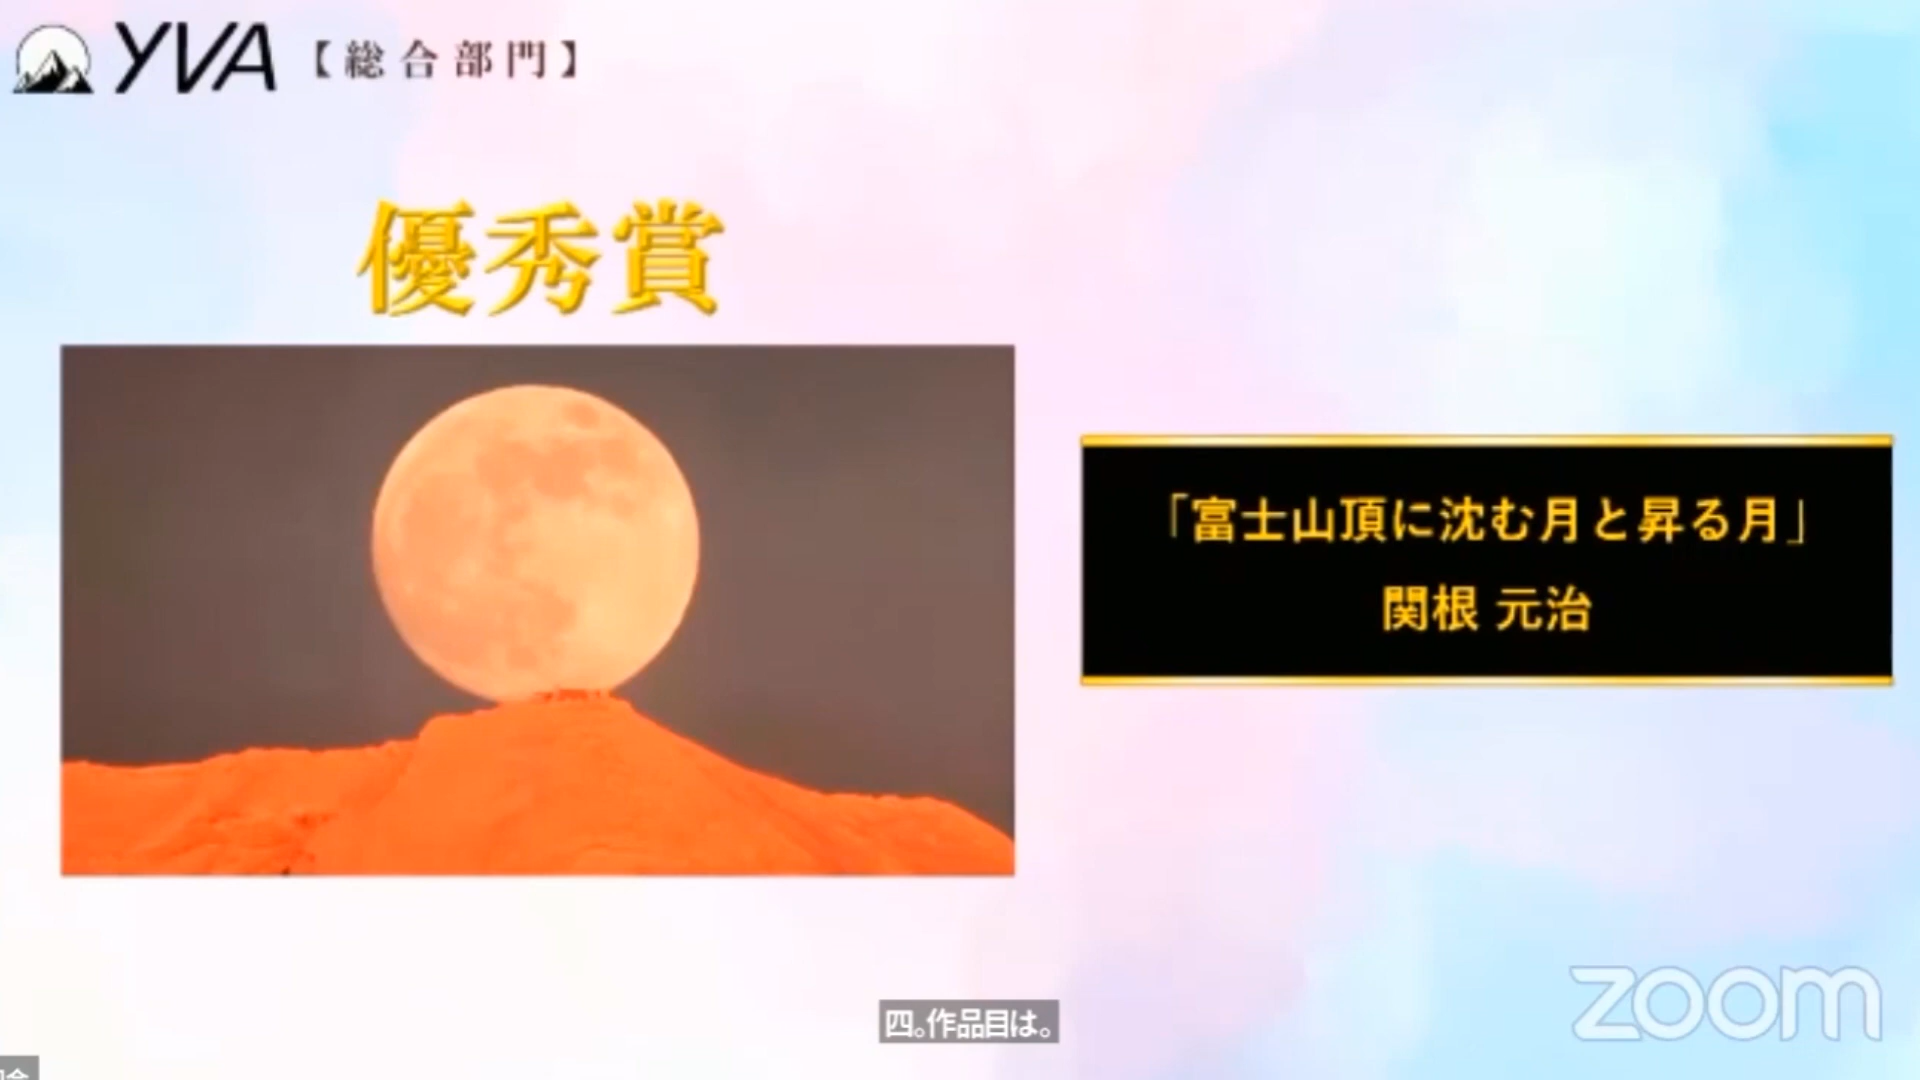 YVA 【総合部門】
優秀賞
「富士山頂に沈む月と昇る月」
関根 元治
四。作品目は。
zoom